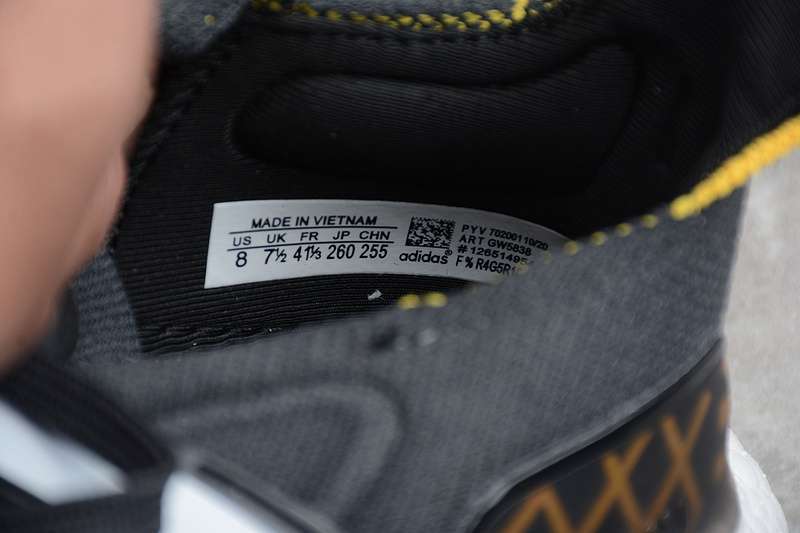 MADE IN VIETNAM
US UK FR JP CHN
8 7½ 41⅓ 260 255
adidas®
PYV 702001 10/20
ART GW5838